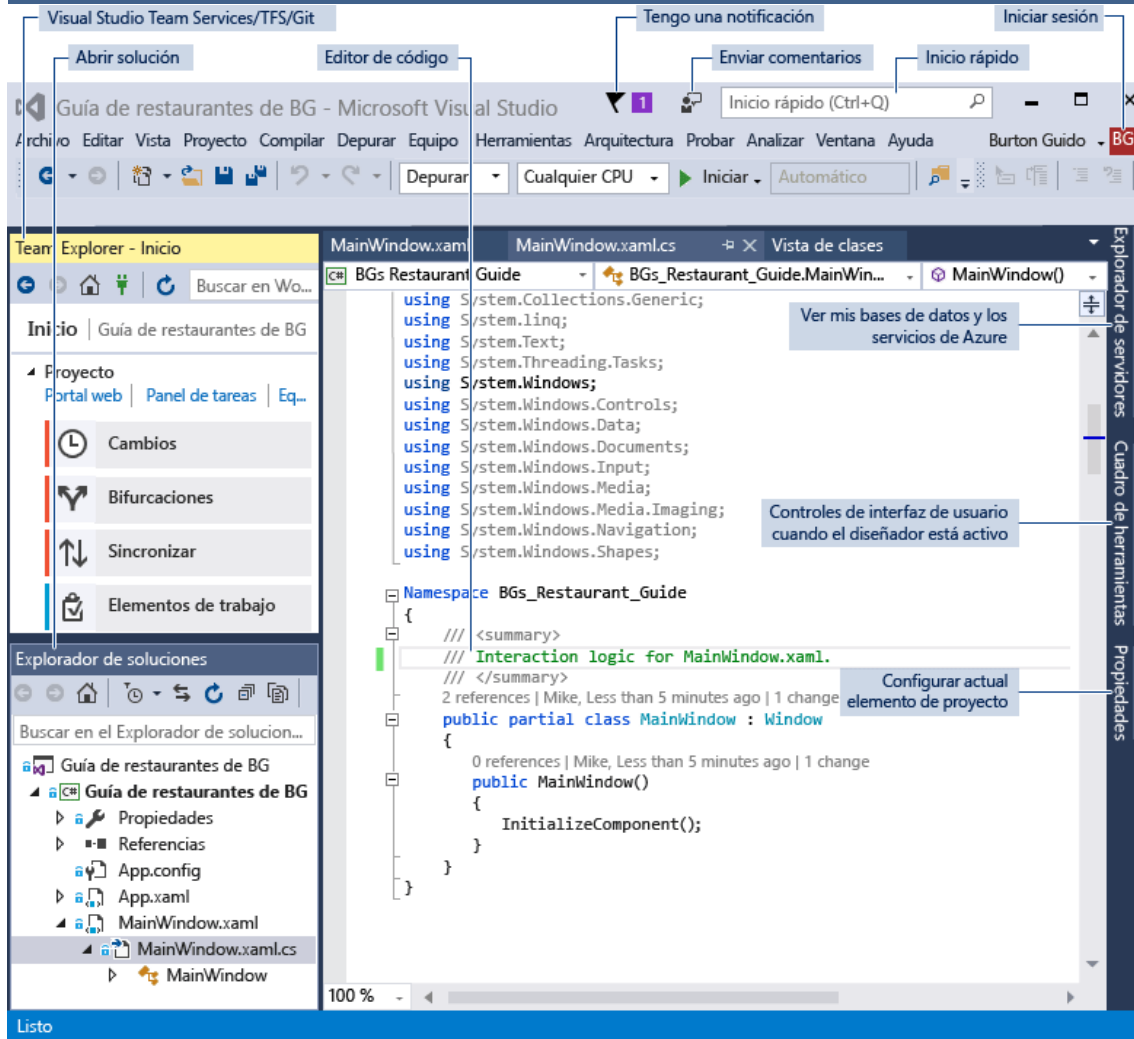 Visual Studio Team Services/TFS/Git
Tengo una notificación
Iniciar sesión
Abrir solución
Editor de código
Enviar comentarios
Inicio rápido
Guía de restaurantes de BG - Microsoft Visual Studio
1
Inicio rápido (Ctrl+Q)
Archivo Editar Vista Proyecto Compilar Depurar Equipo Herramientas Arquitectura Probar Analizar Ventana Ayuda
Burton Guido
BG
Depurar
Cualquier CPU
Iniciar
Automático
Team Explorer - Inicio
Buscar en Wo...
Inicio | Guía de restaurantes de BG
Proyecto
Portal web | Panel de tareas | Eq...
Cambios
Bifurcaciones
Sincronizar
Elementos de trabajo
Explorador de soluciones
Buscar en el Explorador de solucion...
Guía de restaurantes de BG
C# Guía de restaurantes de BG
Propiedades
Referencias
App.config
App.xaml
MainWindow.xaml
MainWindow.xaml.cs
MainWindow
MainWindow.xaml
MainWindow.xaml.cs
Vista de clases
C# BGs Restaurant Guide
BGs_Restaurant_Guide.MainWin...
MainWindow()
using System.Collections.Generic;
using System.linq;
using System.Text;
using System.Threading.Tasks;
using System.Windows;
using System.Windows.Controls;
using System.Windows.Data;
using System.Windows.Documents;
using System.Windows.Input;
using System.Windows.Media;
using System.Windows.Media.Imaging;
using System.Windows.Navigation;
using System.Windows.Shapes;
Namespace BGs_Restaurant_Guide
{
/// <summary>
/// Interaction logic for MainWindow.xaml.
/// </summary>
2 references | Mike, Less than 5 minutes ago | 1 change
public partial class MainWindow : Window
{
0 references | Mike, Less than 5 minutes ago | 1 change
public MainWindow()
{
InitializeComponent();
}
}
}
100 %
Ver mis bases de datos y los
servicios de Azure
Controles de interfaz de usuario
cuando el diseñador está activo
Configurar actual
elemento de proyecto
Explorador de servidores
Cuadro de herramientas
Propiedades
Listo